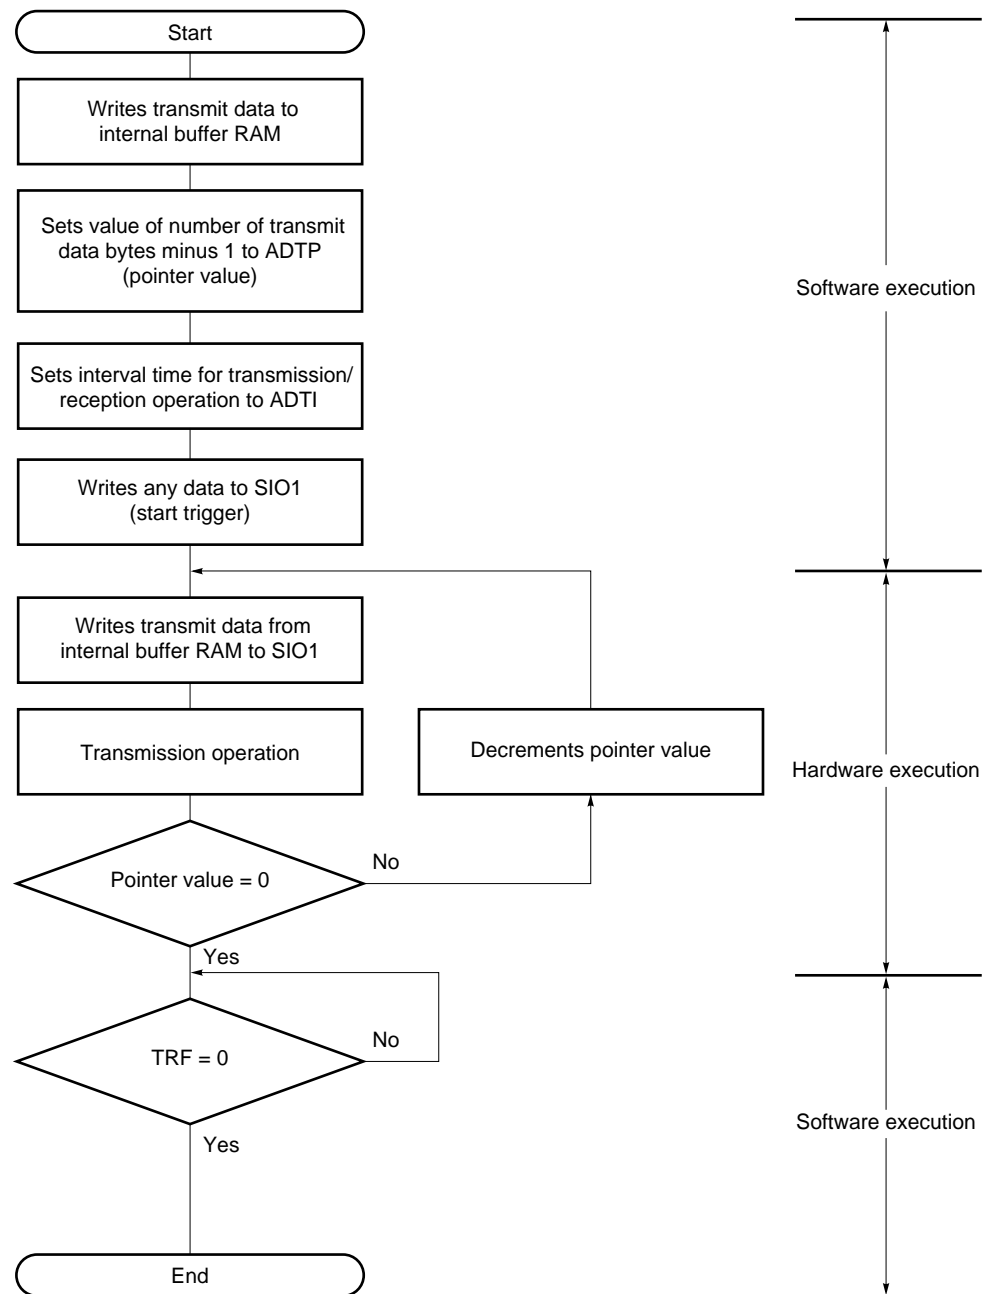 Start
Writes transmit data to
internal buffer RAM
Sets value of number of transmit
data bytes minus 1 to ADTP
(pointer value)
Software execution
Sets interval time for transmission/
reception operation to ADTI
Writes any data to SIO1
(start trigger)
Writes transmit data from
internal buffer RAM to SIO1
Transmission operation
Decrements pointer value
Hardware execution
Pointer value = 0
No
Yes
TRF = 0
No
Software execution
Yes
End